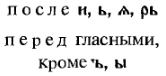 после и, ь, ѧ, рь
перед гласными,
кроме ъ, ы